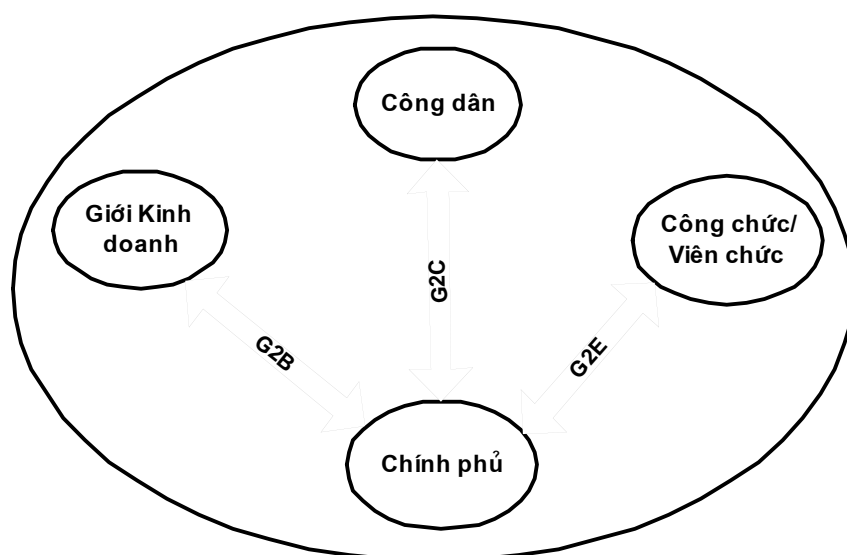 Công dân
Giới Kinh
doanh
Công chức/
Viên chức
G2C
G2B
G2E
Chính phủ